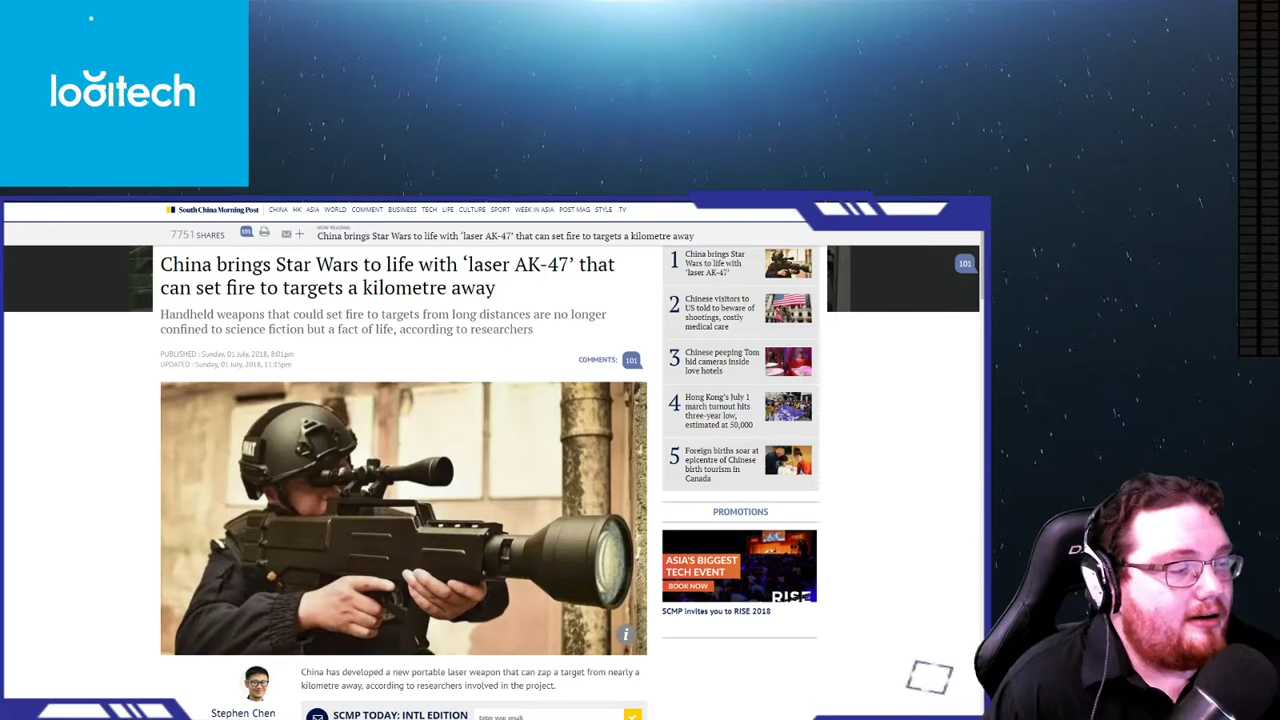 logitech
South China Morning Post
CHINA HK ASIA WORLD COMMENT BUSINESS TECH LIFE CULTURE SPORT WEEK IN ASIA POST MAG STYLE .TV
7751 SHARES
101
NOW READING
China brings Star Wars to life with ‘laser AK-47’ that can set fire to targets a kilometre away
China brings Star Wars to life with ‘laser AK-47’ that
can set fire to targets a kilometre away
Handheld weapons that could set fire to targets from long distances are no longer
confined to science fiction but a fact of life, according to researchers
PUBLISHED : Sunday, 01 July, 2018, 8:01pm
UPDATED : Sunday, 01 July, 2018, 11:15pm
COMMENTS: 101
i
China has developed a new portable laser weapon that can zap a target from nearly a
kilometre away, according to researchers involved in the project.
Stephen Chen
SCMP TODAY: INTL EDITION
Enter your email
1 China brings Star
Wars to life with
‘laser AK-47’
2 Chinese visitors to
US told to beware of
shootings, costly
medical care
3 Chinese peeping Tom
hid cameras inside
love hotels
4 Hong Kong’s July 1
march turnout hits
three-year low,
estimated at 50,000
5 Foreign births soar at
epicentre of Chinese
birth tourism in
Canada
PROMOTIONS
ASIA'S BIGGEST
TECH EVENT
BOOK NOW
RISE
SCMP invites you to RISE 2018
101